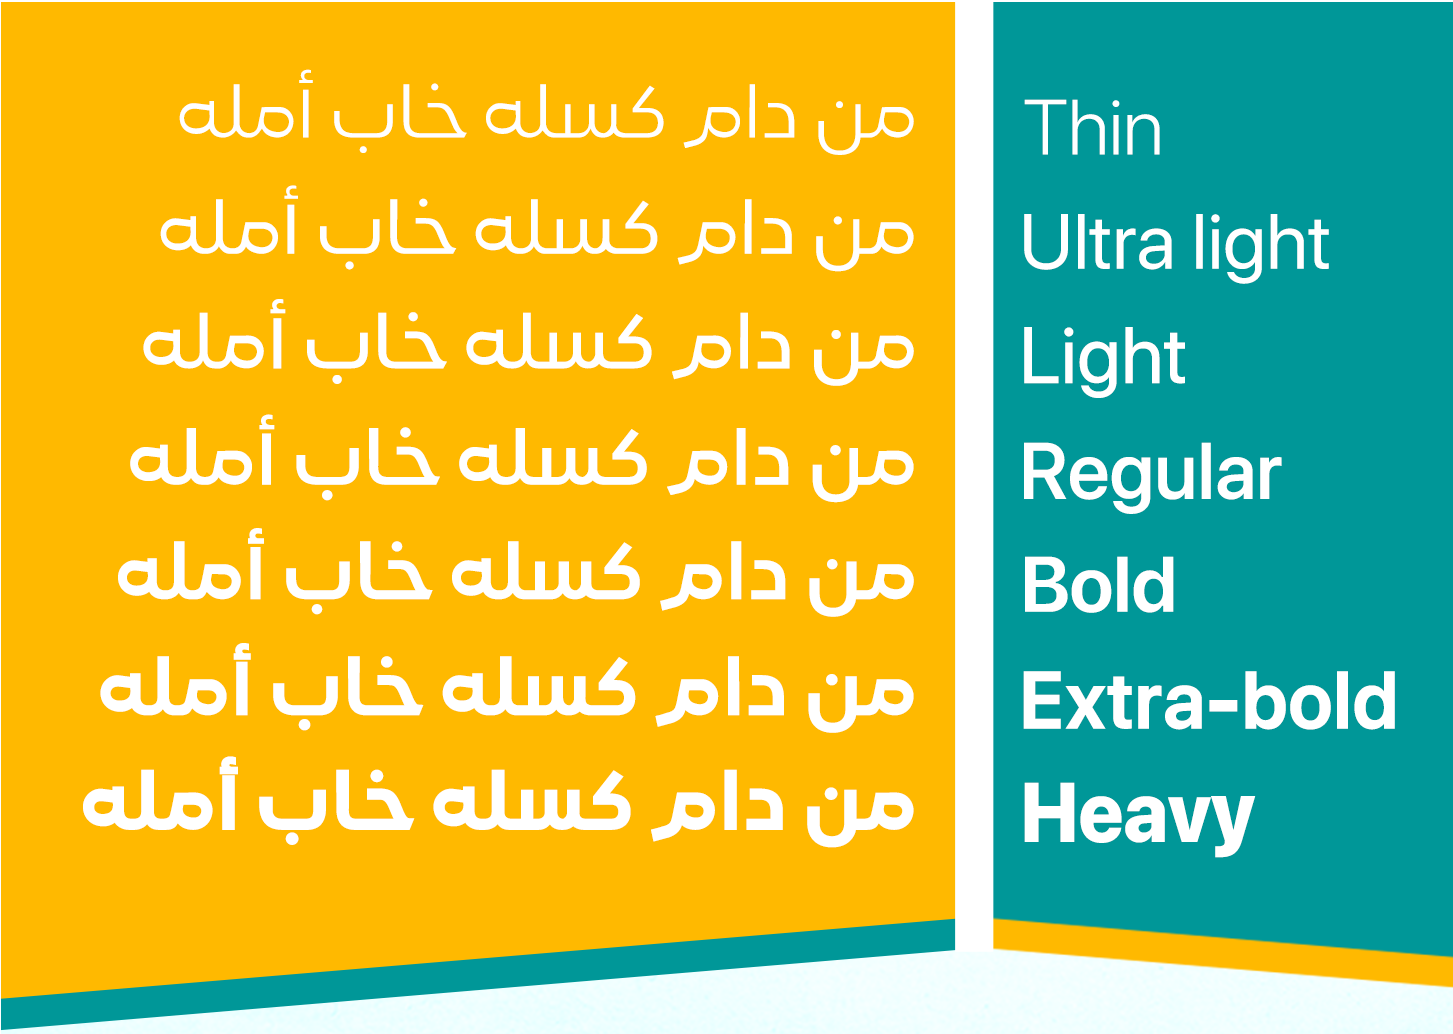 من دام كسله خاب أمله
Thin
من دام كسله خاب أمله
Ultra light
من دام كسله خاب أمله
Light
من دام كسله خاب أمله
Regular
من دام كسله خاب أمله
Bold
من دام كسله خاب أمله
Extra-bold
من دام كسله خاب أمله
Heavy